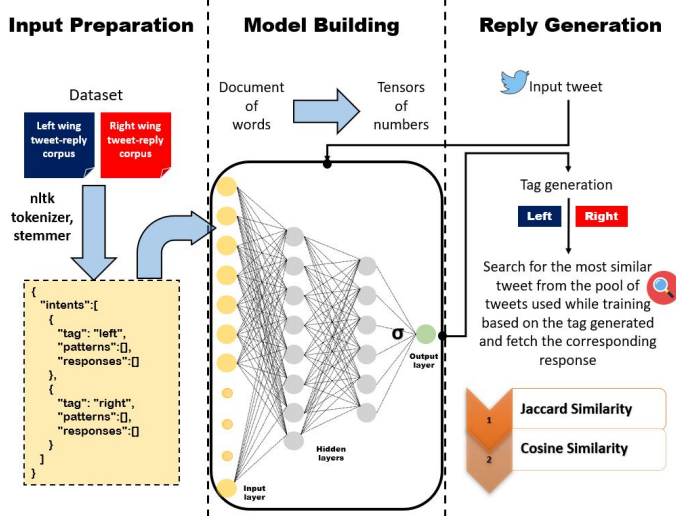 Input Preparation
Model Building
Reply Generation
Dataset
Left wing
tweet-reply
corpus
Right wing
tweet-reply
corpus
nltk
tokenizer,
stemmer
{
"intents":[
{
"tag": "left",
"patterns":[],
"responses":[]
},
{
"tag": "right",
"patterns":[],
"responses":[]
}
]
}
Document
of
words
Tensors
of
numbers
σ
Output
layer
Hidden
layers
Input
layer
Input tweet
Tag generation
Left
Right
Search for the most similar
tweet from the pool of
tweets used while training
based on the tag generated
and fetch the corresponding
response
1
Jaccard Similarity
2
Cosine Similarity